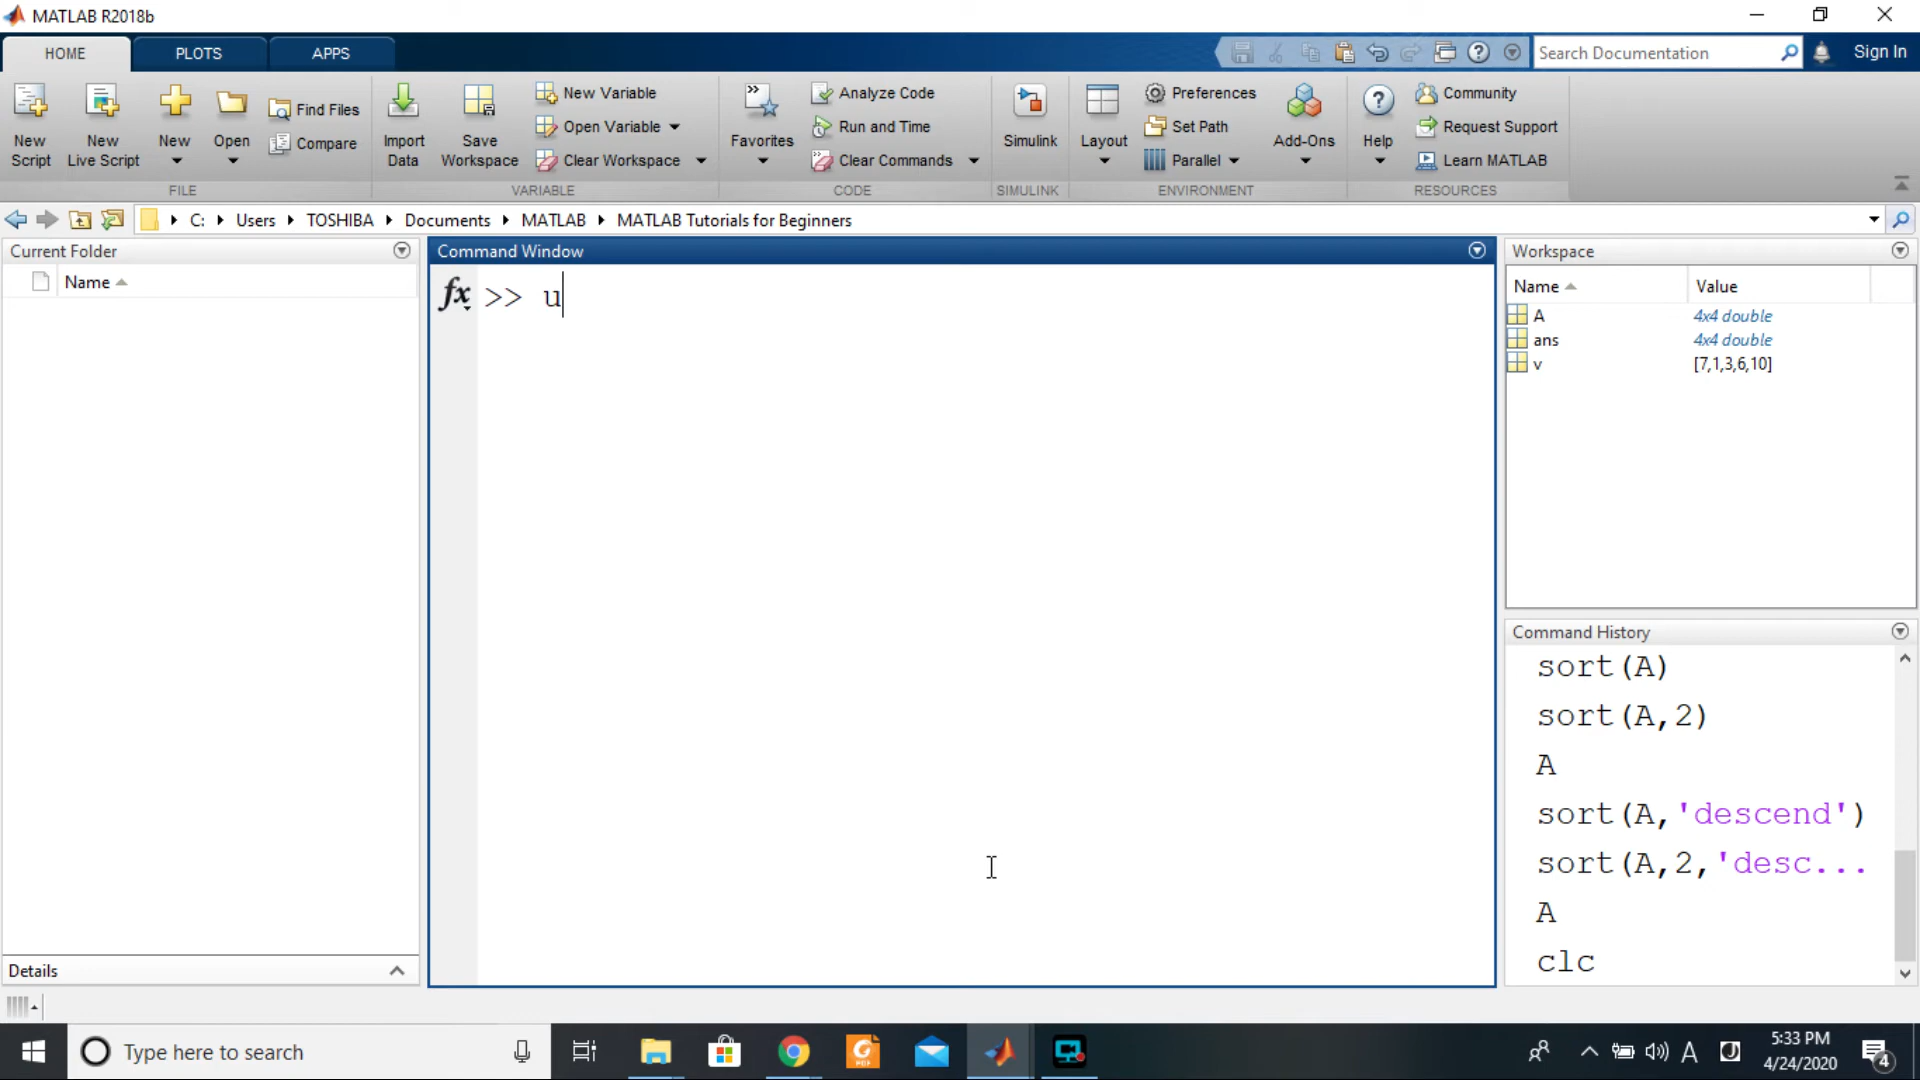 MATLAB R2018b
HOME
PLOTS
APPS
Search Documentation
Sign In
New Script
New Live Script
New
Open
Find Files
Compare
Import Data
Save Workspace
New Variable
Open Variable
Clear Workspace
Favorites
Analyze Code
Run and Time
Clear Commands
Simulink
Layout
Preferences
Set Path
Parallel
Add-Ons
Help
Community
Request Support
Learn MATLAB
FILE
VARIABLE
CODE
SIMULINK
ENVIRONMENT
RESOURCES
C: Users TOSHIBA Documents MATLAB MATLAB Tutorials for Beginners
Current Folder
Name
Details
Command Window
fx >> u
Workspace
Name Value
A 4x4 double
ans 4x4 double
v [7,1,3,6,10]
Command History
sort(A)
sort(A,2)
A
sort(A,'descend')
sort(A,2,'desc...
A
clc
Type here to search
PDF
A
5:33 PM
4/24/2020
4